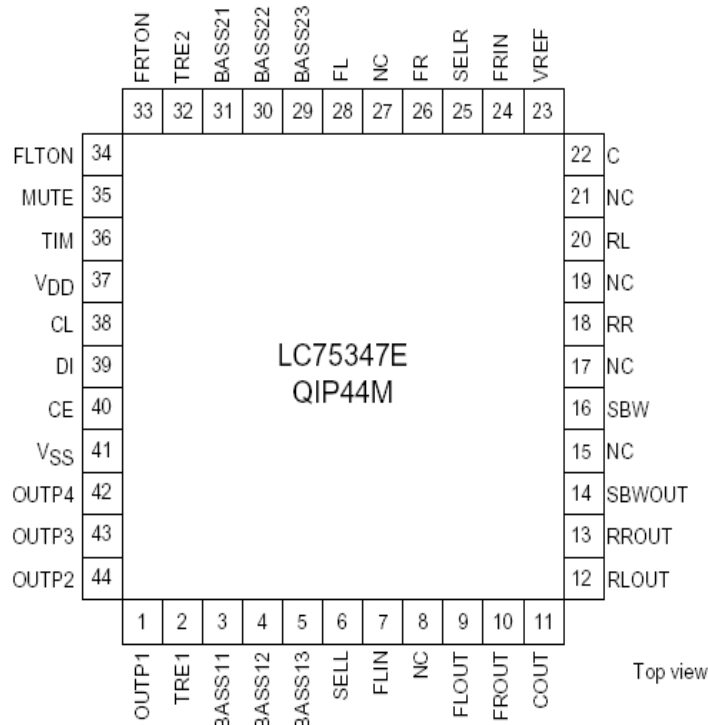 FRTON TRE2 BASS21 BASS22 BASS23 FL NC FR SELR FRIN VREF
33 32 31 30 29 28 27 26 25 24 23
FLTON 34 22 C
MUTE 35 21 NC
TIM 36 20 RL
VDD 37 19 NC
CL 38 18 RR
DI 39 17 NC
CE 40 16 SBW
VSS 41 15 NC
OUTP4 42 14 SBWOUT
OUTP3 43 13 RROUT
OUTP2 44 12 RLOUT
LC75347E
QIP44M
1 2 3 4 5 6 7 8 9 10 11
OUTP1 TRE1 BASS11 BASS12 BASS13 SELL FLIN NC FLOUT FROUT COUT
Top view